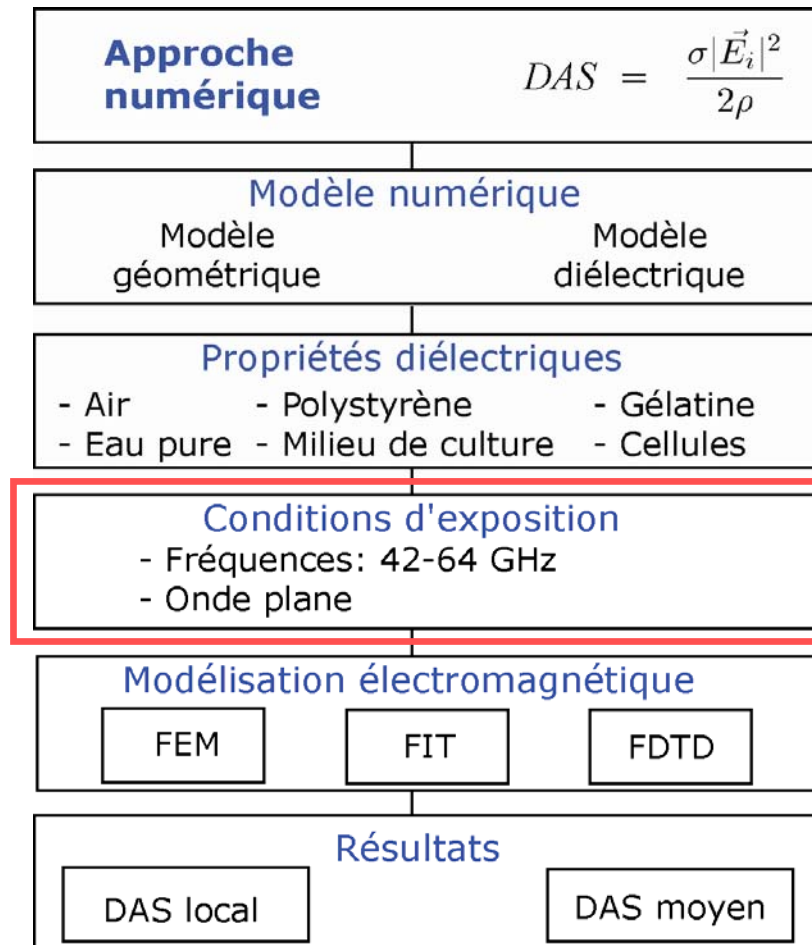 Approche
numérique
DAS = σ|E⃗ᵢ|² / 2ρ
Modèle numérique
Modèle géométrique
Modèle diélectrique
Propriétés diélectriques
- Air - Polystyrène - Gélatine
- Eau pure - Milieu de culture - Cellules
Conditions d'exposition
- Fréquences: 42-64 GHz
- Onde plane
Modélisation électromagnétique
FEM FIT FDTD
Résultats
DAS local DAS moyen